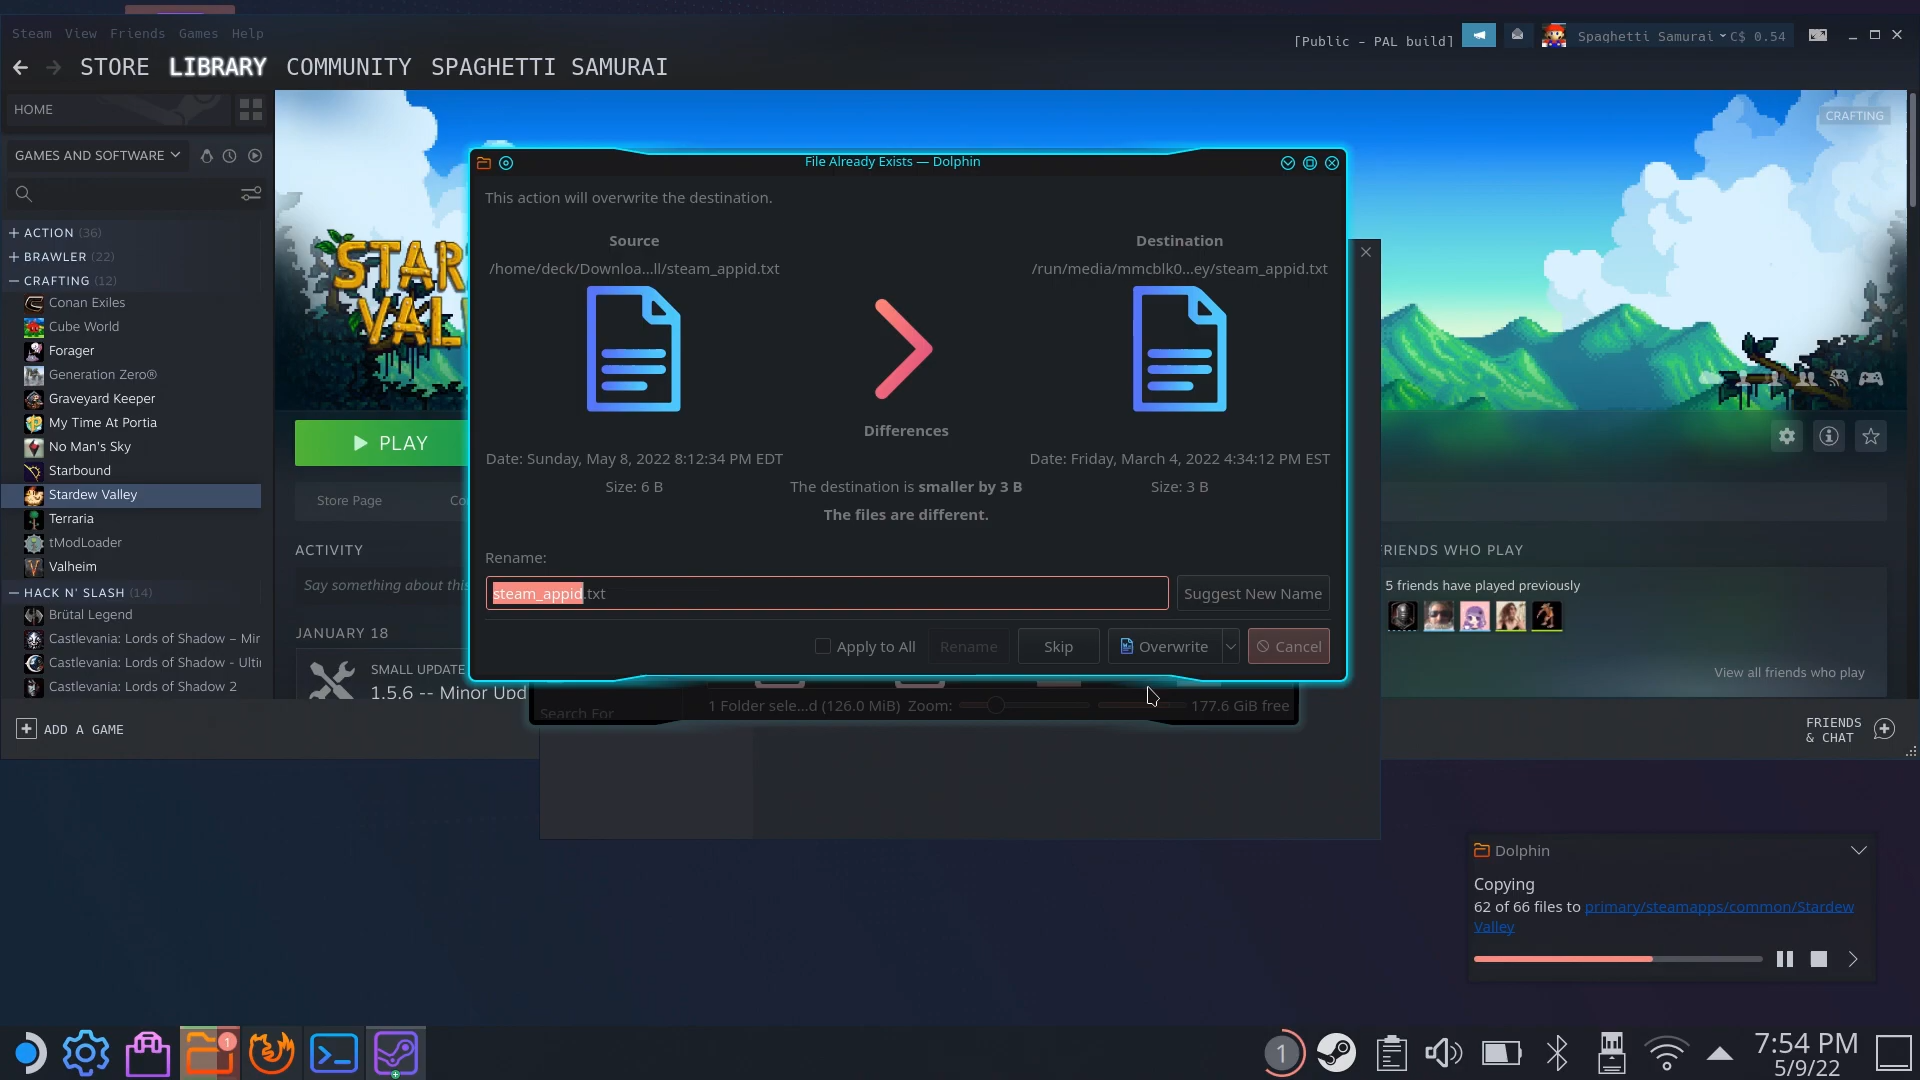 Steam View Friends Games Help
[Public - PAL build]
Spaghetti Samurai
C$ 0.54
STORE LIBRARY COMMUNITY SPAGHETTI SAMURAI
HOME
CRAFTING
GAMES AND SOFTWARE
ACTION (36)
BRAWLER (22)
CRAFTING (12)
Conan Exiles
Cube World
Forager
Generation Zero®
Graveyard Keeper
My Time At Portia
No Man's Sky
Starbound
Stardew Valley
Terraria
tModLoader
Valheim
HACK N' SLASH (14)
Brütal Legend
Castlevania: Lords of Shadow – Mir
Castlevania: Lords of Shadow - Ulti
Castlevania: Lords of Shadow 2
ADD A GAME
STAR
VAL
PLAY
Store Page
Co
ACTIVITY
Say something about this
JANUARY 18
SMALL UPDATE
1.5.6 -- Minor Upd
File Already Exists — Dolphin
This action will overwrite the destination.
Source
Destination
/home/deck/Downloa...ll/steam_appid.txt
/run/media/mmcblk0...ey/steam_appid.txt
Differences
Date: Sunday, May 8, 2022 8:12:34 PM EDT
Date: Friday, March 4, 2022 4:34:12 PM EST
Size: 6 B
The destination is smaller by 3 B
Size: 3 B
The files are different.
Rename:
steam_appid.txt
Suggest New Name
Apply to All
Rename
Skip
Overwrite
Cancel
Search For
1 Folder sele...d (126.0 MiB)
Zoom:
177.6 GiB free
RIENDS WHO PLAY
5 friends have played previously
View all friends who play
FRIENDS
& CHAT
Dolphin
Copying
62 of 66 files to primary/steamapps/common/Stardew
Valley
1
1
7:54 PM
5/9/22